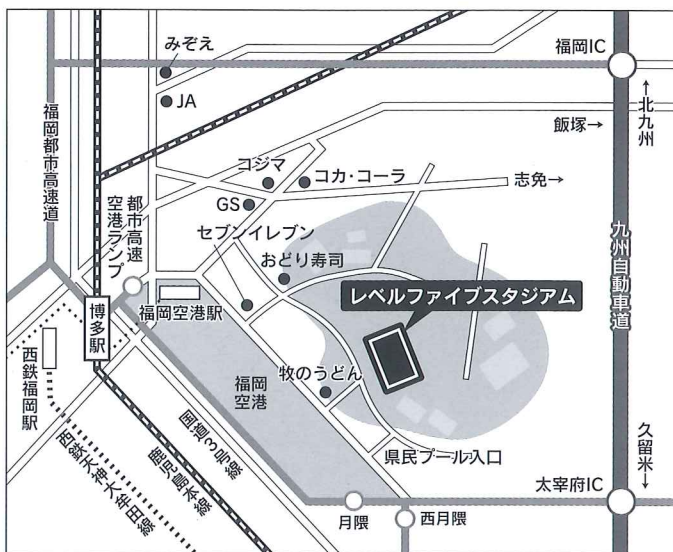 みぞえ
福岡IC
JA
↑北九州
福岡都市高速道
飯塚→
コジマ
コカ・コーラ
志免→
GS
都市高速
空港ランプ
セブンイレブン
おどり寿司
九州自動車道
レベルファイブスタジアム
福岡空港駅
博多駅
西鉄福岡駅
福岡
空港
牧のうどん
国道3号線
県民プール入口
久留米→
鹿児島本線
西鉄天神大牟田線
太宰府IC
月隈
西月隈